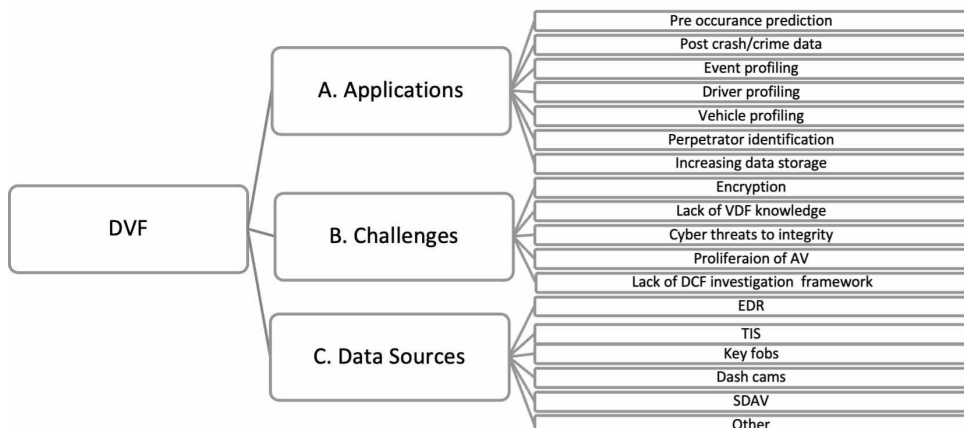 DVF
A. Applications
Pre occurance prediction
Post crash/crime data
Event profiling
Driver profiling
Vehicle profiling
Perpetrator identification
Increasing data storage
B. Challenges
Encryption
Lack of VDF knowledge
Cyber threats to integrity
Proliferaion of AV
Lack of DCF investigation framework
C. Data Sources
EDR
TIS
Key fobs
Dash cams
SDAV
Other